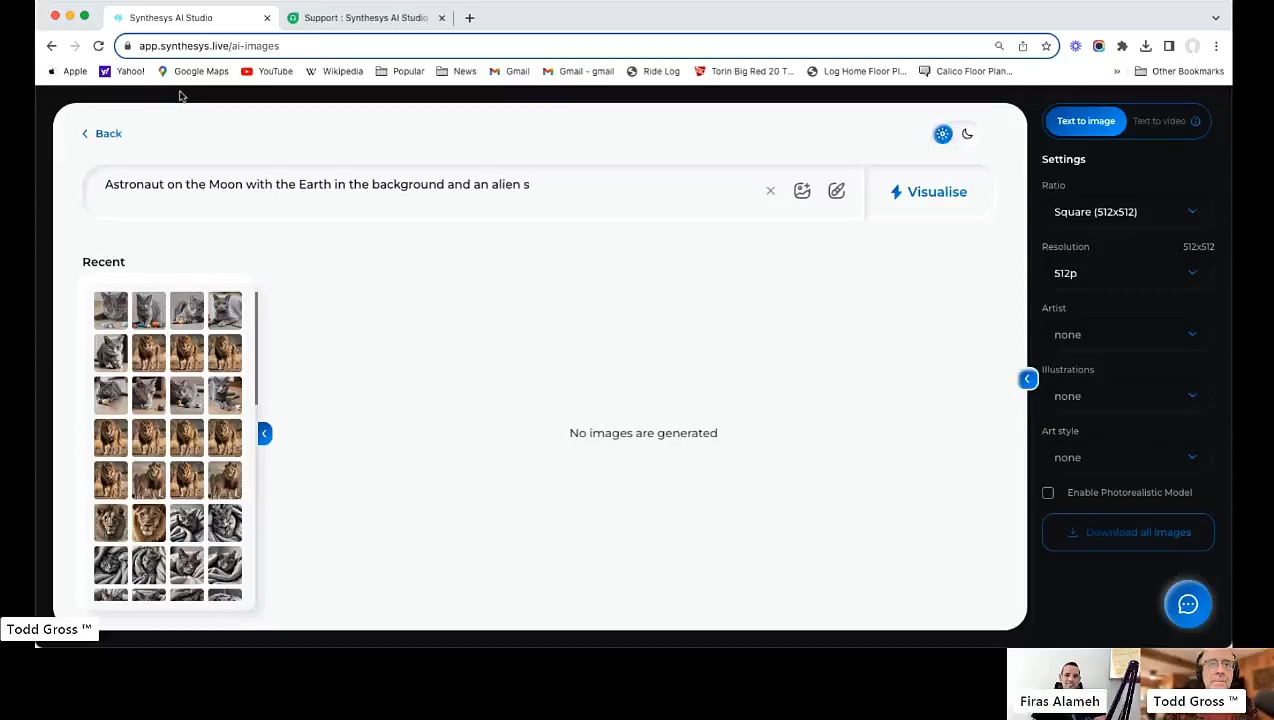 Synthesys AI Studio
Support : Synthesys AI Studio
app.synthesys.live/ai-images
Apple
Yahoo!
Google Maps
YouTube
W Wikipedia
Popular
News
Gmail
Gmail - gmail
Ride Log
Torin Big Red 20 T...
Log Home Floor Pl...
Calico Floor Plan...
»
Other Bookmarks
Back
Text to image
Text to video
Astronaut on the Moon with the Earth in the background and an alien s
Visualise
Settings
Ratio
Square (512x512)
Resolution
512x512
512p
Recent
Artist
none
Illustrations
none
No images are generated
Art style
none
Enable Photorealistic Model
Download all images
Todd Gross ™
Firas Alameh
Todd Gross ™